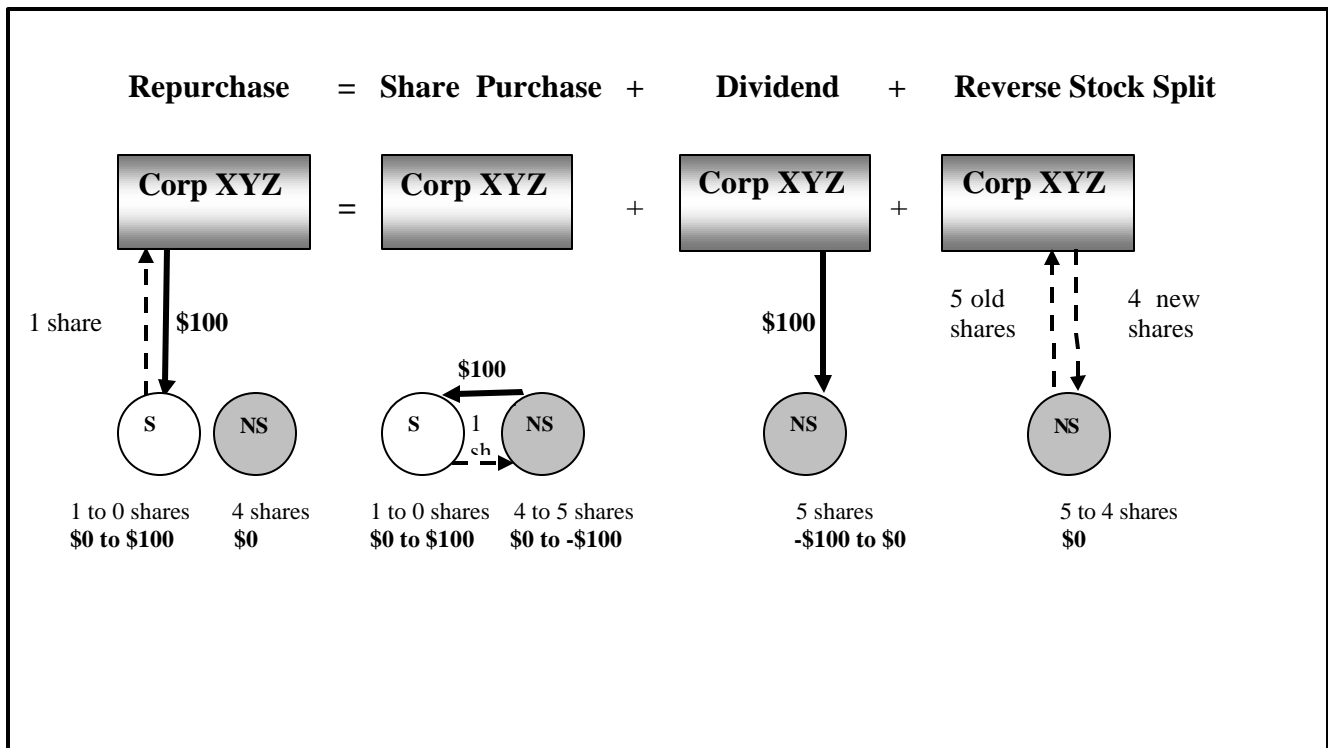 Repurchase = Share Purchase + Dividend + Reverse Stock Split
Corp XYZ = Corp XYZ + Corp XYZ + Corp XYZ
1 share
$100
$100
$100
5 old
shares
4 new
shares
S
NS
S
1
sh
NS
NS
NS
1 to 0 shares
$0 to $100
4 shares
$0
1 to 0 shares
$0 to $100
4 to 5 shares
$0 to -$100
5 shares
-$100 to $0
5 to 4 shares
$0